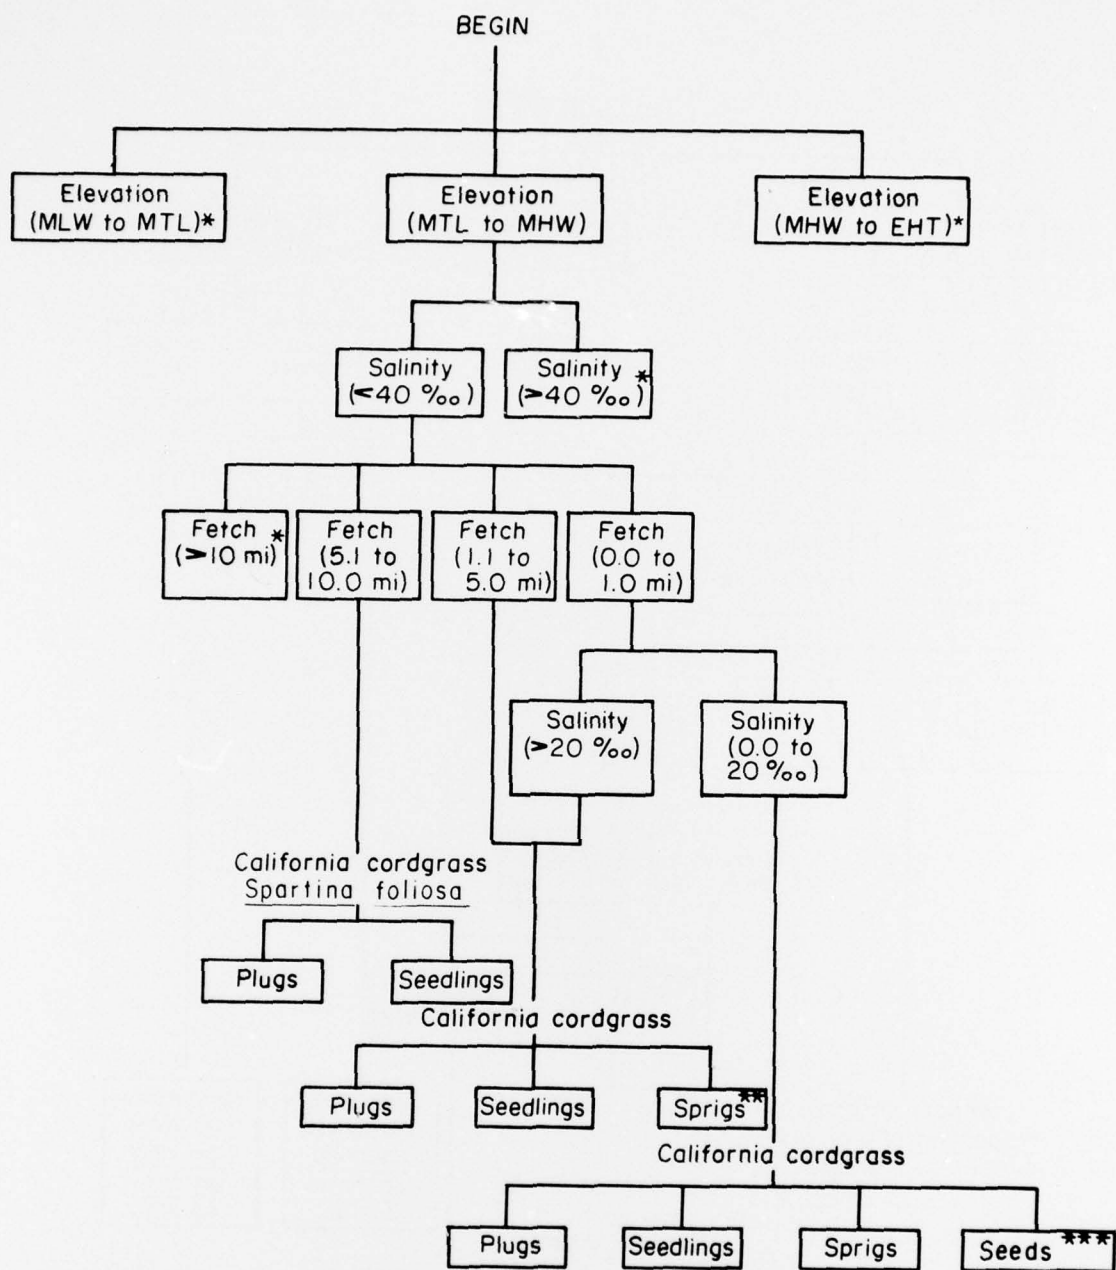 BEGIN
Elevation
(MLW to MTL)*
Elevation
(MTL to MHW)
Elevation
(MHW to EHT)*
Salinity
(<40 ‰)
Salinity
(>40 ‰)*
Fetch
(>10 mi)*
Fetch
(5.1 to
10.0 mi)
Fetch
(1.1 to
5.0 mi)
Fetch
(0.0 to
1.0 mi)
Salinity
(>20 ‰)
Salinity
(0.0 to
20 ‰)
California cordgrass
Spartina foliosa
Plugs
Seedlings
California cordgrass
Plugs
Seedlings
Sprigs**
California cordgrass
Plugs
Seedlings
Sprigs
Seeds ***